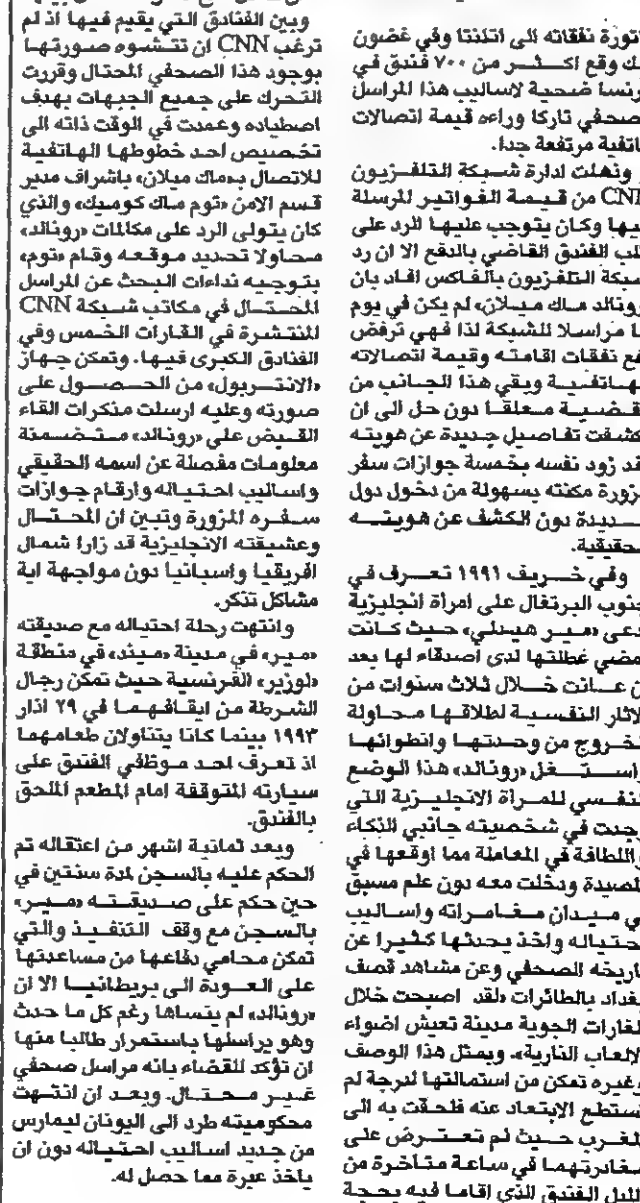 فاتورة نفقاته الى اتلنتا وفي غضون
ذلك وقع اكثر من ٧٠٠ فندق في
فرنسا ضحية لاساليب هذا المراسل
الصحفي تاركا وراءه قيمة اتصالات
هاتفية مرتفعة جدا.
وذهلت ادارة شبكة التلفزيون
CNN من قيمة الفواتير المرسلة
اليها وكان يتوجب عليها الرد على
طلب الفندق القاضي بالدفع الا ان رد
شبكة التلفزيون بالفاكس افاد بان
رونالد ماك ميلان» لم يكن في يوم
ما مراسلا للشبكة لذا فهي ترفض
دفع نفقات اقامته وقيمة اتصالاته
الهاتفية وبقي هذا الجانب من
القضية معلقا دون حل الى ان
كشفت تفاصيل جديدة عن هويته
فقد زود نفسه بخمسة جوازات سفر
مزورة مكنته بسهولة من دخول دول
عديدة دون الكشف عن هويته
الحقيقية.
وفي خريف ١٩٩١ تعرف في
جنوب البرتغال على امرأة انجليزية
تدعى «مير هيدلي» حيث كانت
تمضي عطلتها لدى اصدقاء لها بعد
ان عانت خلال ثلاث سنوات من
الاثار النفسية لطلاقها محاولة
الخروج من وحدتها وانطوائها
واستغل «رونالد» هذا الوضع
النفسي للمرأة الانجليزية التي
وجدت في شخصيته جانبي الذكاء
واللطافة في المعاملة مما اوقعها في
المصيدة ودخلت معه دون علم مسبق
في ميدان مغامراته واساليب
احتياله واخذ يحدثها كثيرا عن
تاريخه الصحفي وعن مشاهد قصف
بغداد بالطائرات «لقد اصبحت خلال
الغارات الجوية مدينة تعيش اضواء
الالعاب النارية». ويمثل هذا الوصف
وغيره تمكن من استمالتها لدرجة لم
تستطع الابتعاد عنه فلحقت به الى
المغرب حيث لم تعترض على
مغادرتهما في ساعة متأخرة من
الليل الفندق الذي اقاما فيه بحجة
وبين الفنادق التي يقيم فيها اذ لم
ترغب CNN ان تتشوه صورتها
بوجود هذا الصحفي المحتال وقررت
التحرك على جميع الجبهات بهدف
اصطياده وعمدت في الوقت ذاته الى
تخصيص احد خطوطها الهاتفية
للاتصال بـ«ماك ميلان» باشراف مدير
قسم الامن «توم ماك كوميك» والذي
كان يتولى الرد على مكالمات «رونالد»
محاولا تحديد موقعه وقام «توم»
بتوجيه نداءات البحث عن المراسل
المحتال في مكاتب شبكة CNN
المنتشرة في القارات الخمس وفي
الفنادق الكبرى فيها. وتمكن جهاز
«الانتربول» من الحصول على
صورته وعليه ارسلت مذكرات القاء
القبض على «رونالد» متضمنة
معلومات مفصلة عن اسمه الحقيقي
واساليب احتياله وارقام جوازات
سفره المزورة وتبين ان المحتال
وعشيقته الانجليزية قد زارا شمال
افريقيا واسبانيا دون مواجهة اية
مشاكل تذكر.
وانتهت رحلة احتياله مع صديقته
«مير» في مدينة «ميند» في منطقة
«لوزير» الفرنسية حيث تمكن رجال
الشرطة من ايقافهما في ٢٩ اذار
١٩٩٣ بينما كانا يتناولان طعامهما
اذ تعرف احد موظفي الفندق على
سيارته المتوقفة امام المطعم الملحق
بالفندق.
وبعد ثمانية اشهر من اعتقاله تم
الحكم عليه بالسجن لمدة سنتين في
حين حكم على صديقته «مير»
بالسجن مع وقف التنفيذ والتي
تمكن محامي دفاعها من مساعدتها
على العودة الى بريطانيا الا ان
«رونالد» لم ينساها رغم كل ما حدث
وهو يراسلها باستمرار طالبا منها
ان تؤكد للقضاء بانه مراسل صحفي
غير محتال. وبعد ان انتهت
محكوميته طرد الى اليونان ليمارس
من جديد اساليب احتياله دون ان
يأخذ عبرة مما حصل له.